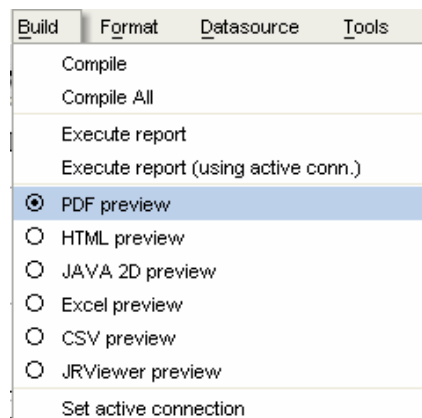 Build Format Datasource Tools
Compile
Compile All
Execute report
Execute report (using active conn.)
PDF preview
HTML preview
JAVA 2D preview
Excel preview
CSV preview
JRViewer preview
Set active connection